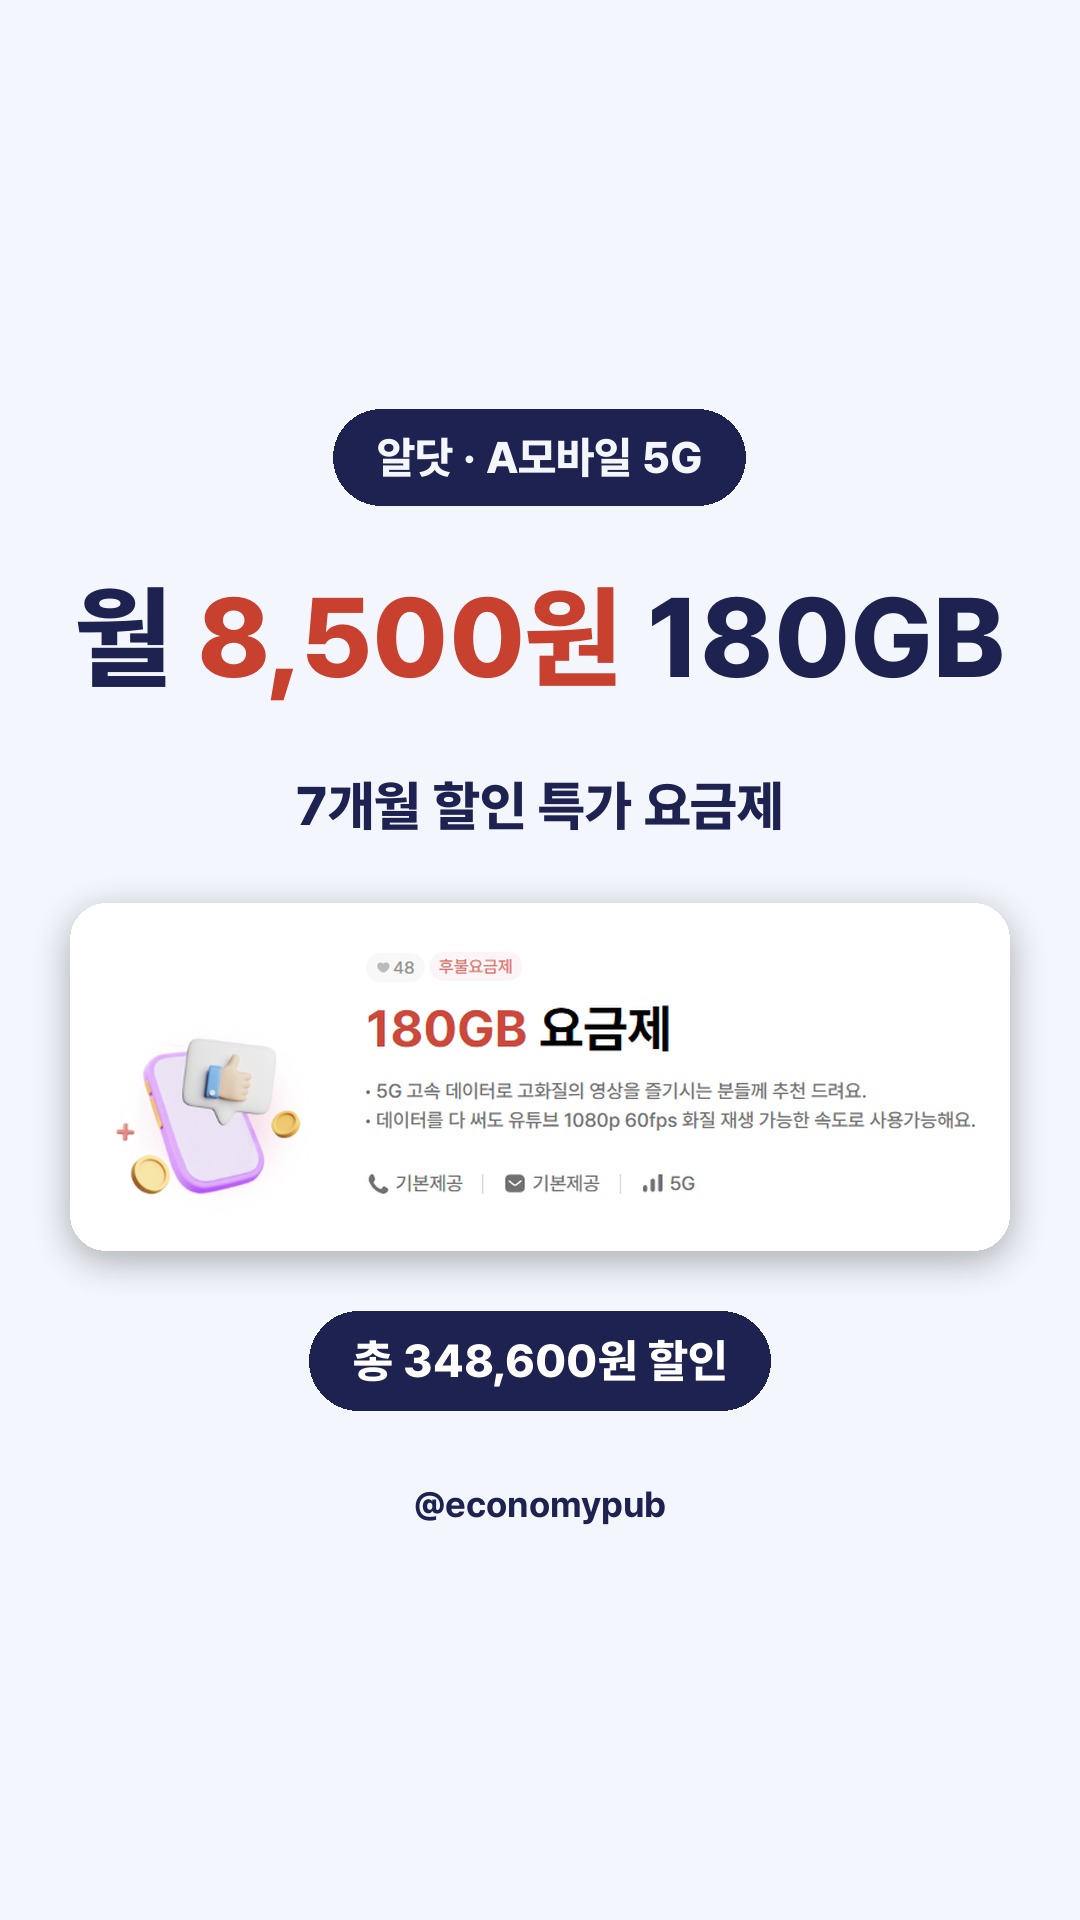 알닷 · A모바일 5G
월 8,500원 180GB
7개월 할인 특가 요금제
48 후불요금제
180GB 요금제
· 5G 고속 데이터로 고화질의 영상을 즐기시는 분들께 추천 드려요.
· 데이터를 다 써도 유튜브 1080p 60fps 화질 재생 가능한 속도로 사용가능해요.
기본제공 | 기본제공 | 5G
총 348,600원 할인
@economypub